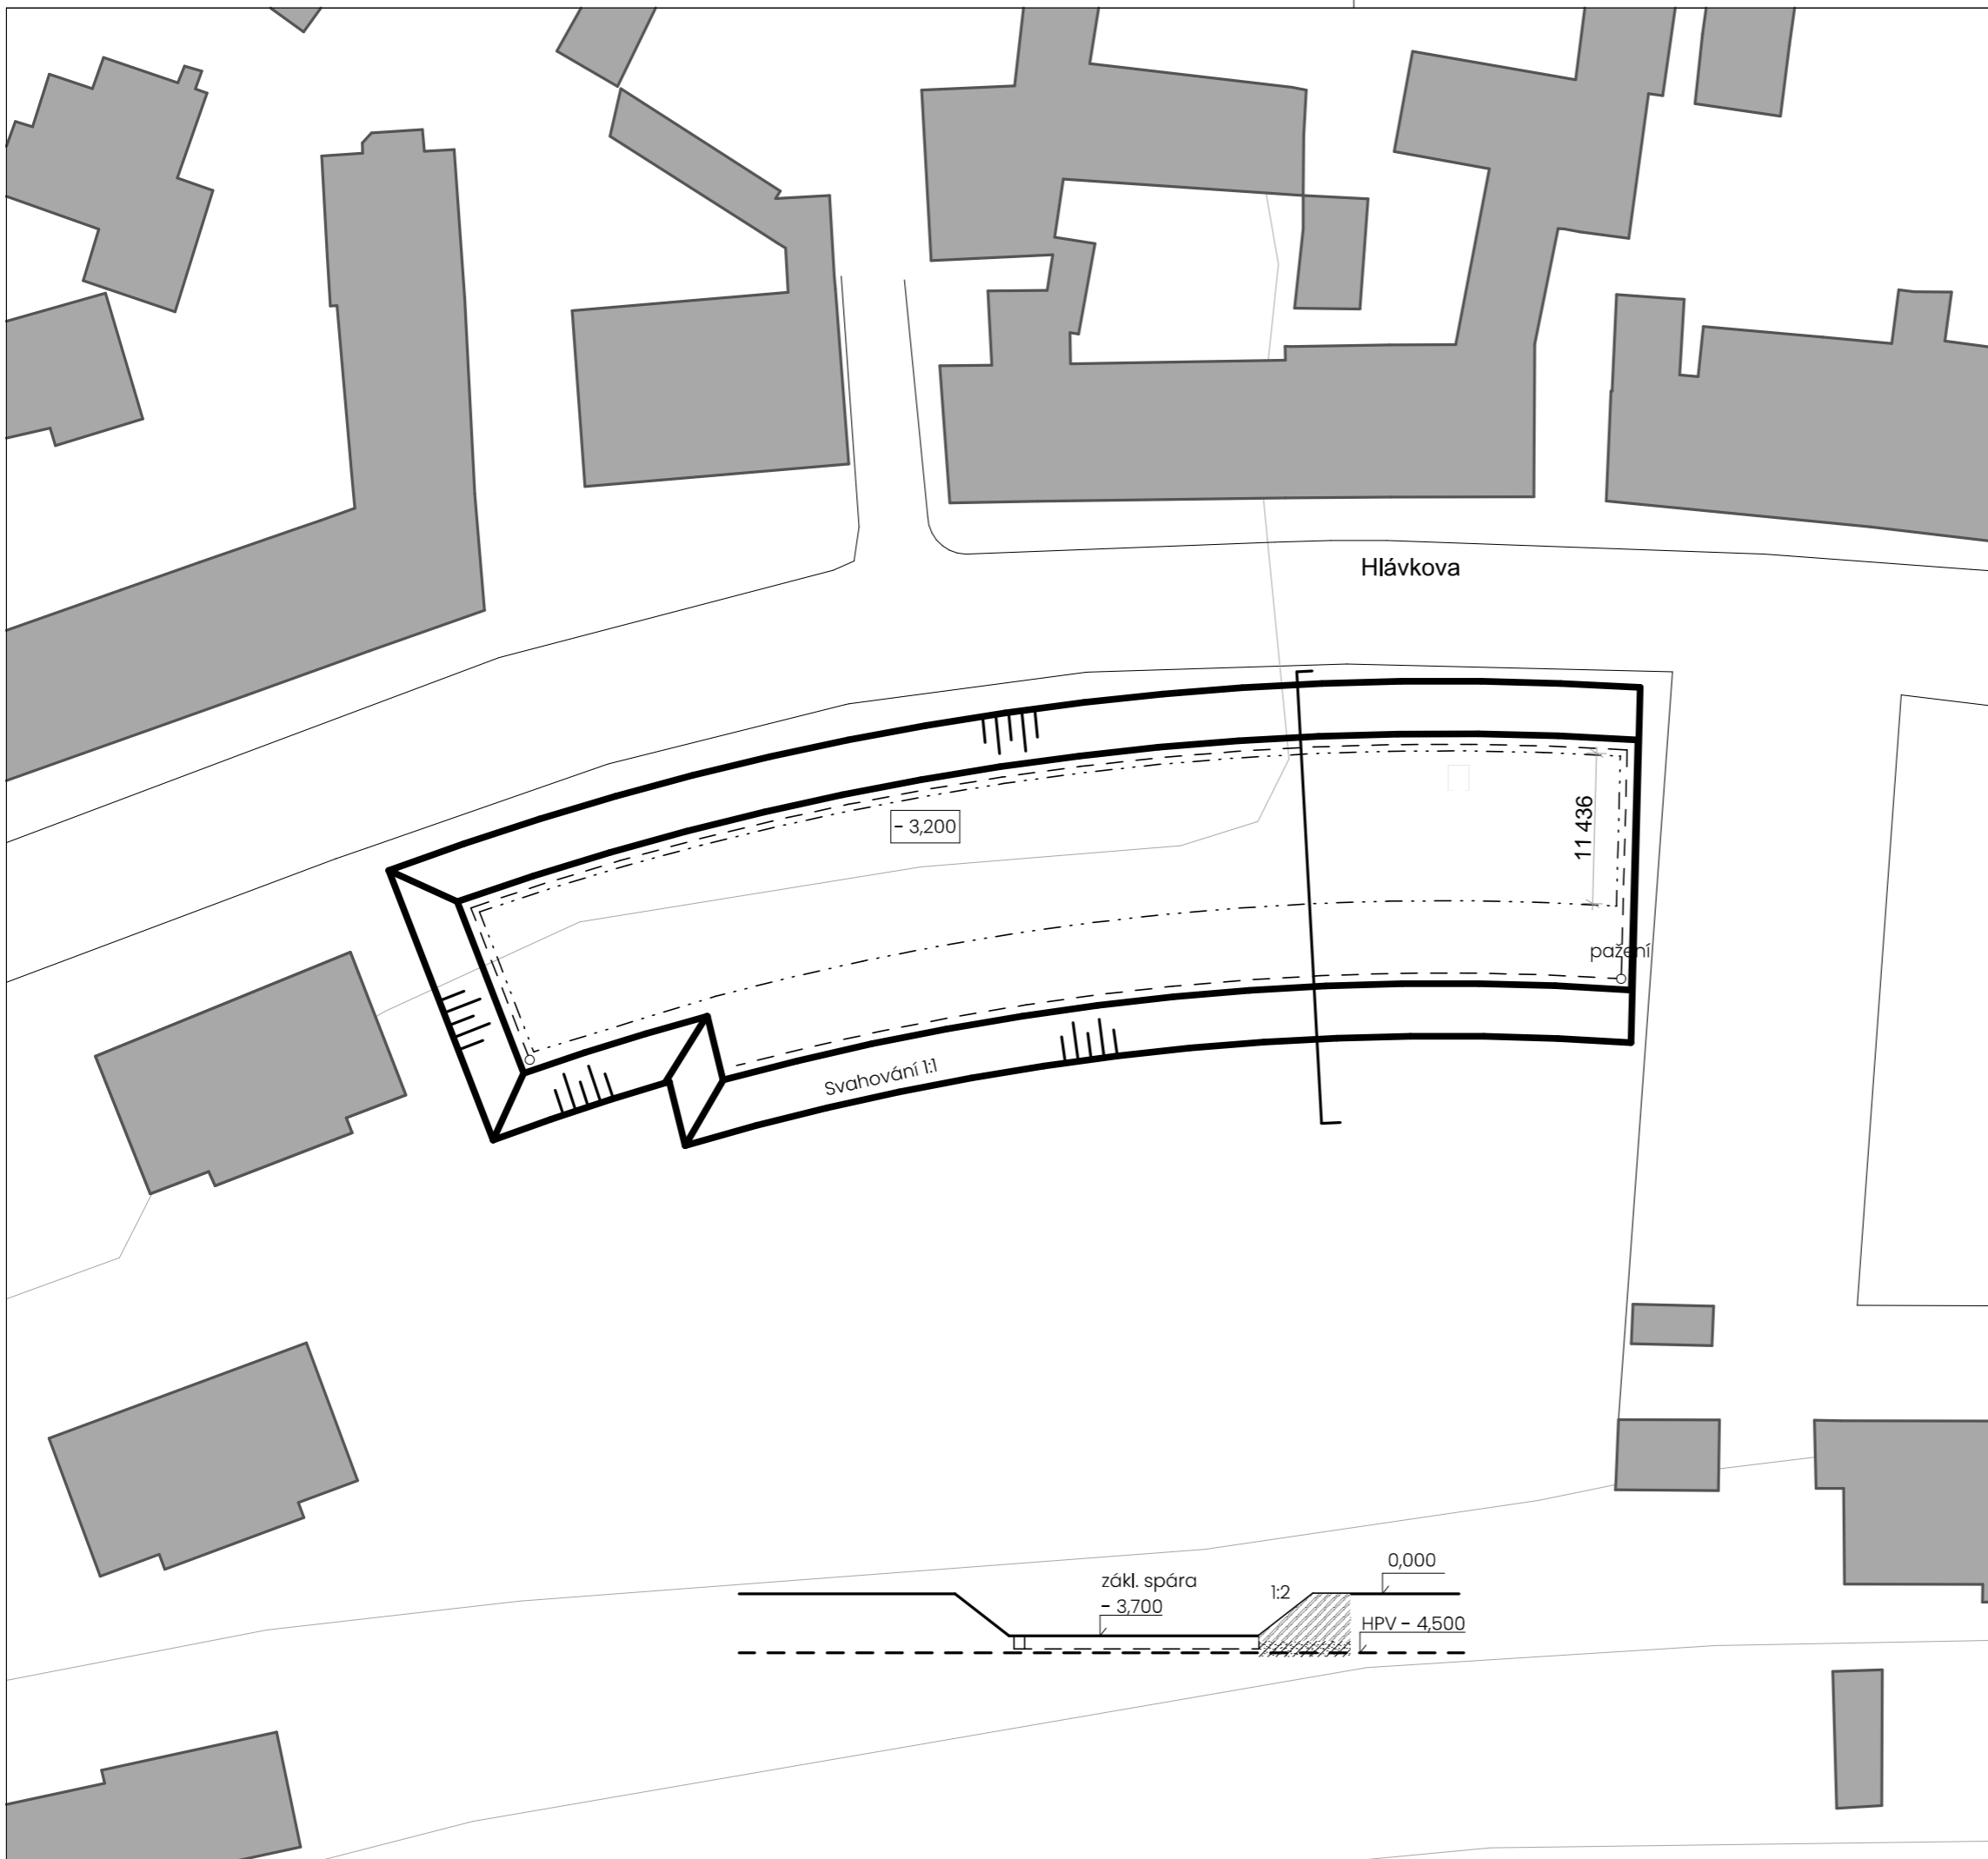 Hlávkova
- 3,200
11 436
pažení
Svahování 1:1
0,000
zákl. spára
1:2
- 3,700
HPV - 4,500